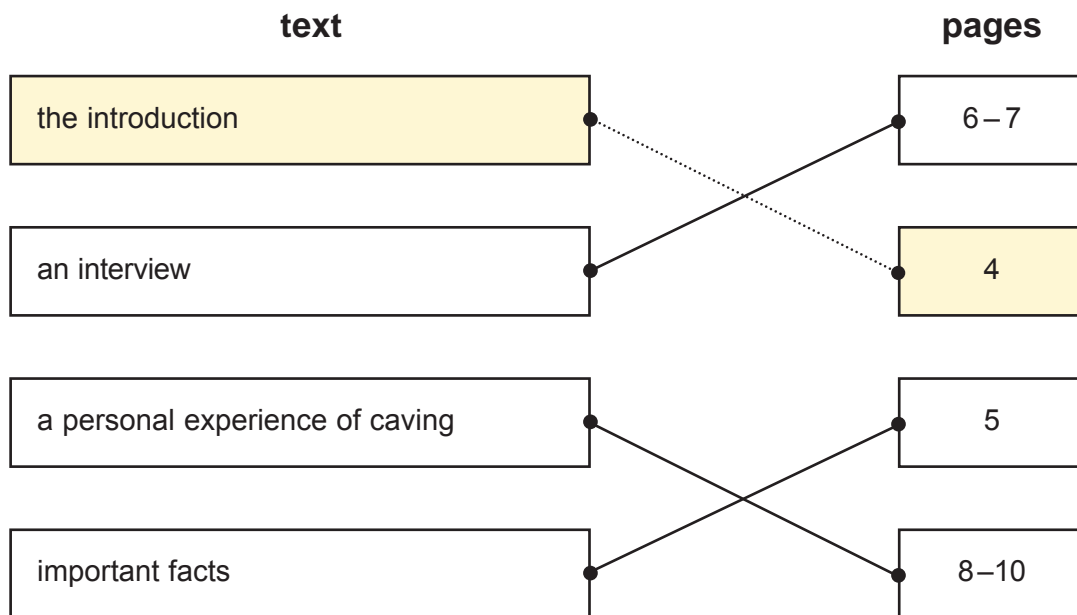 text pages
the introduction 6–7
an interview 4
a personal experience of caving 5
important facts 8–10